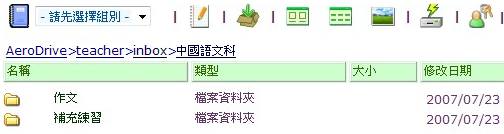 - 請先選擇組別 -
AeroDrive>teacher>inbox>中國語文科
名稱 類型 大小 修改日期
作文 檔案資料夾 2007/07/23
補充練習 檔案資料夾 2007/07/23